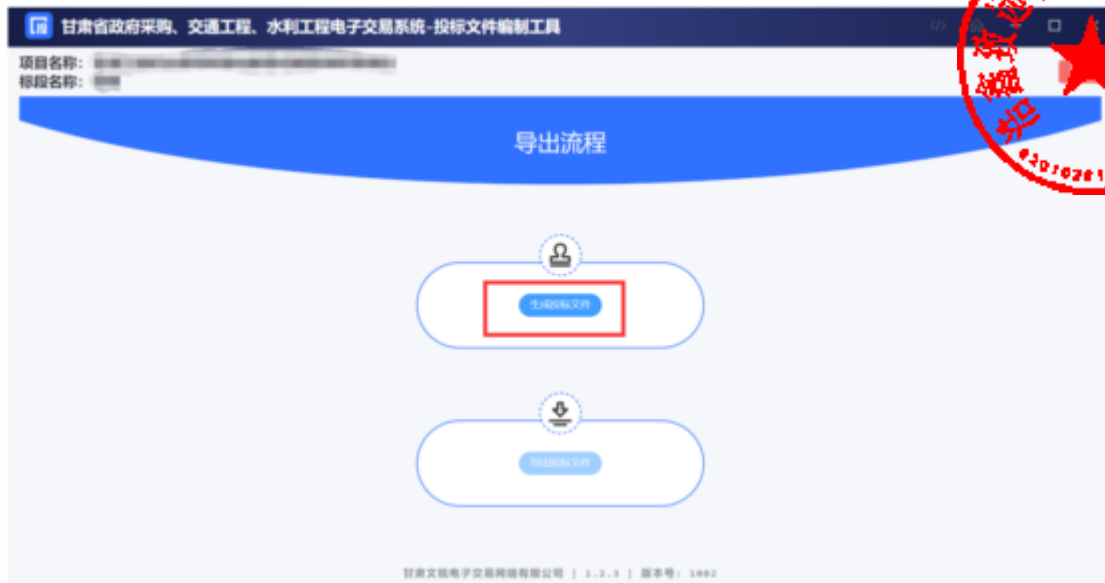 甘肃省政府采购、交通工程、水利工程电子交易系统-投标文件编制工具
项目名称：
标段名称：
导出流程
生成投标文件
导出投标文件
甘肃文锐电子交易网络有限公司 | 1.2.3 | 版本号: 1002